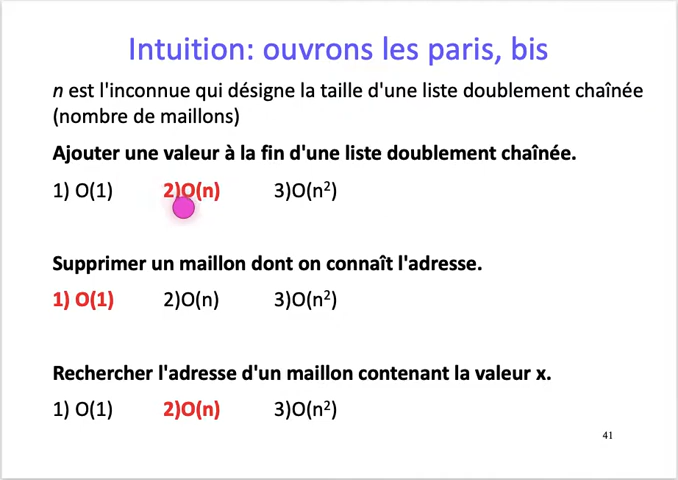 Intuition: ouvrons les paris, bis
n est l'inconnue qui désigne la taille d'une liste doublement chaînée
(nombre de maillons)
Ajouter une valeur à la fin d'une liste doublement chaînée.
1) O(1) 2)O(n) 3)O(n²)
Supprimer un maillon dont on connaît l'adresse.
1) O(1) 2)O(n) 3)O(n²)
Rechercher l'adresse d'un maillon contenant la valeur x.
1) O(1) 2)O(n) 3)O(n²)
41